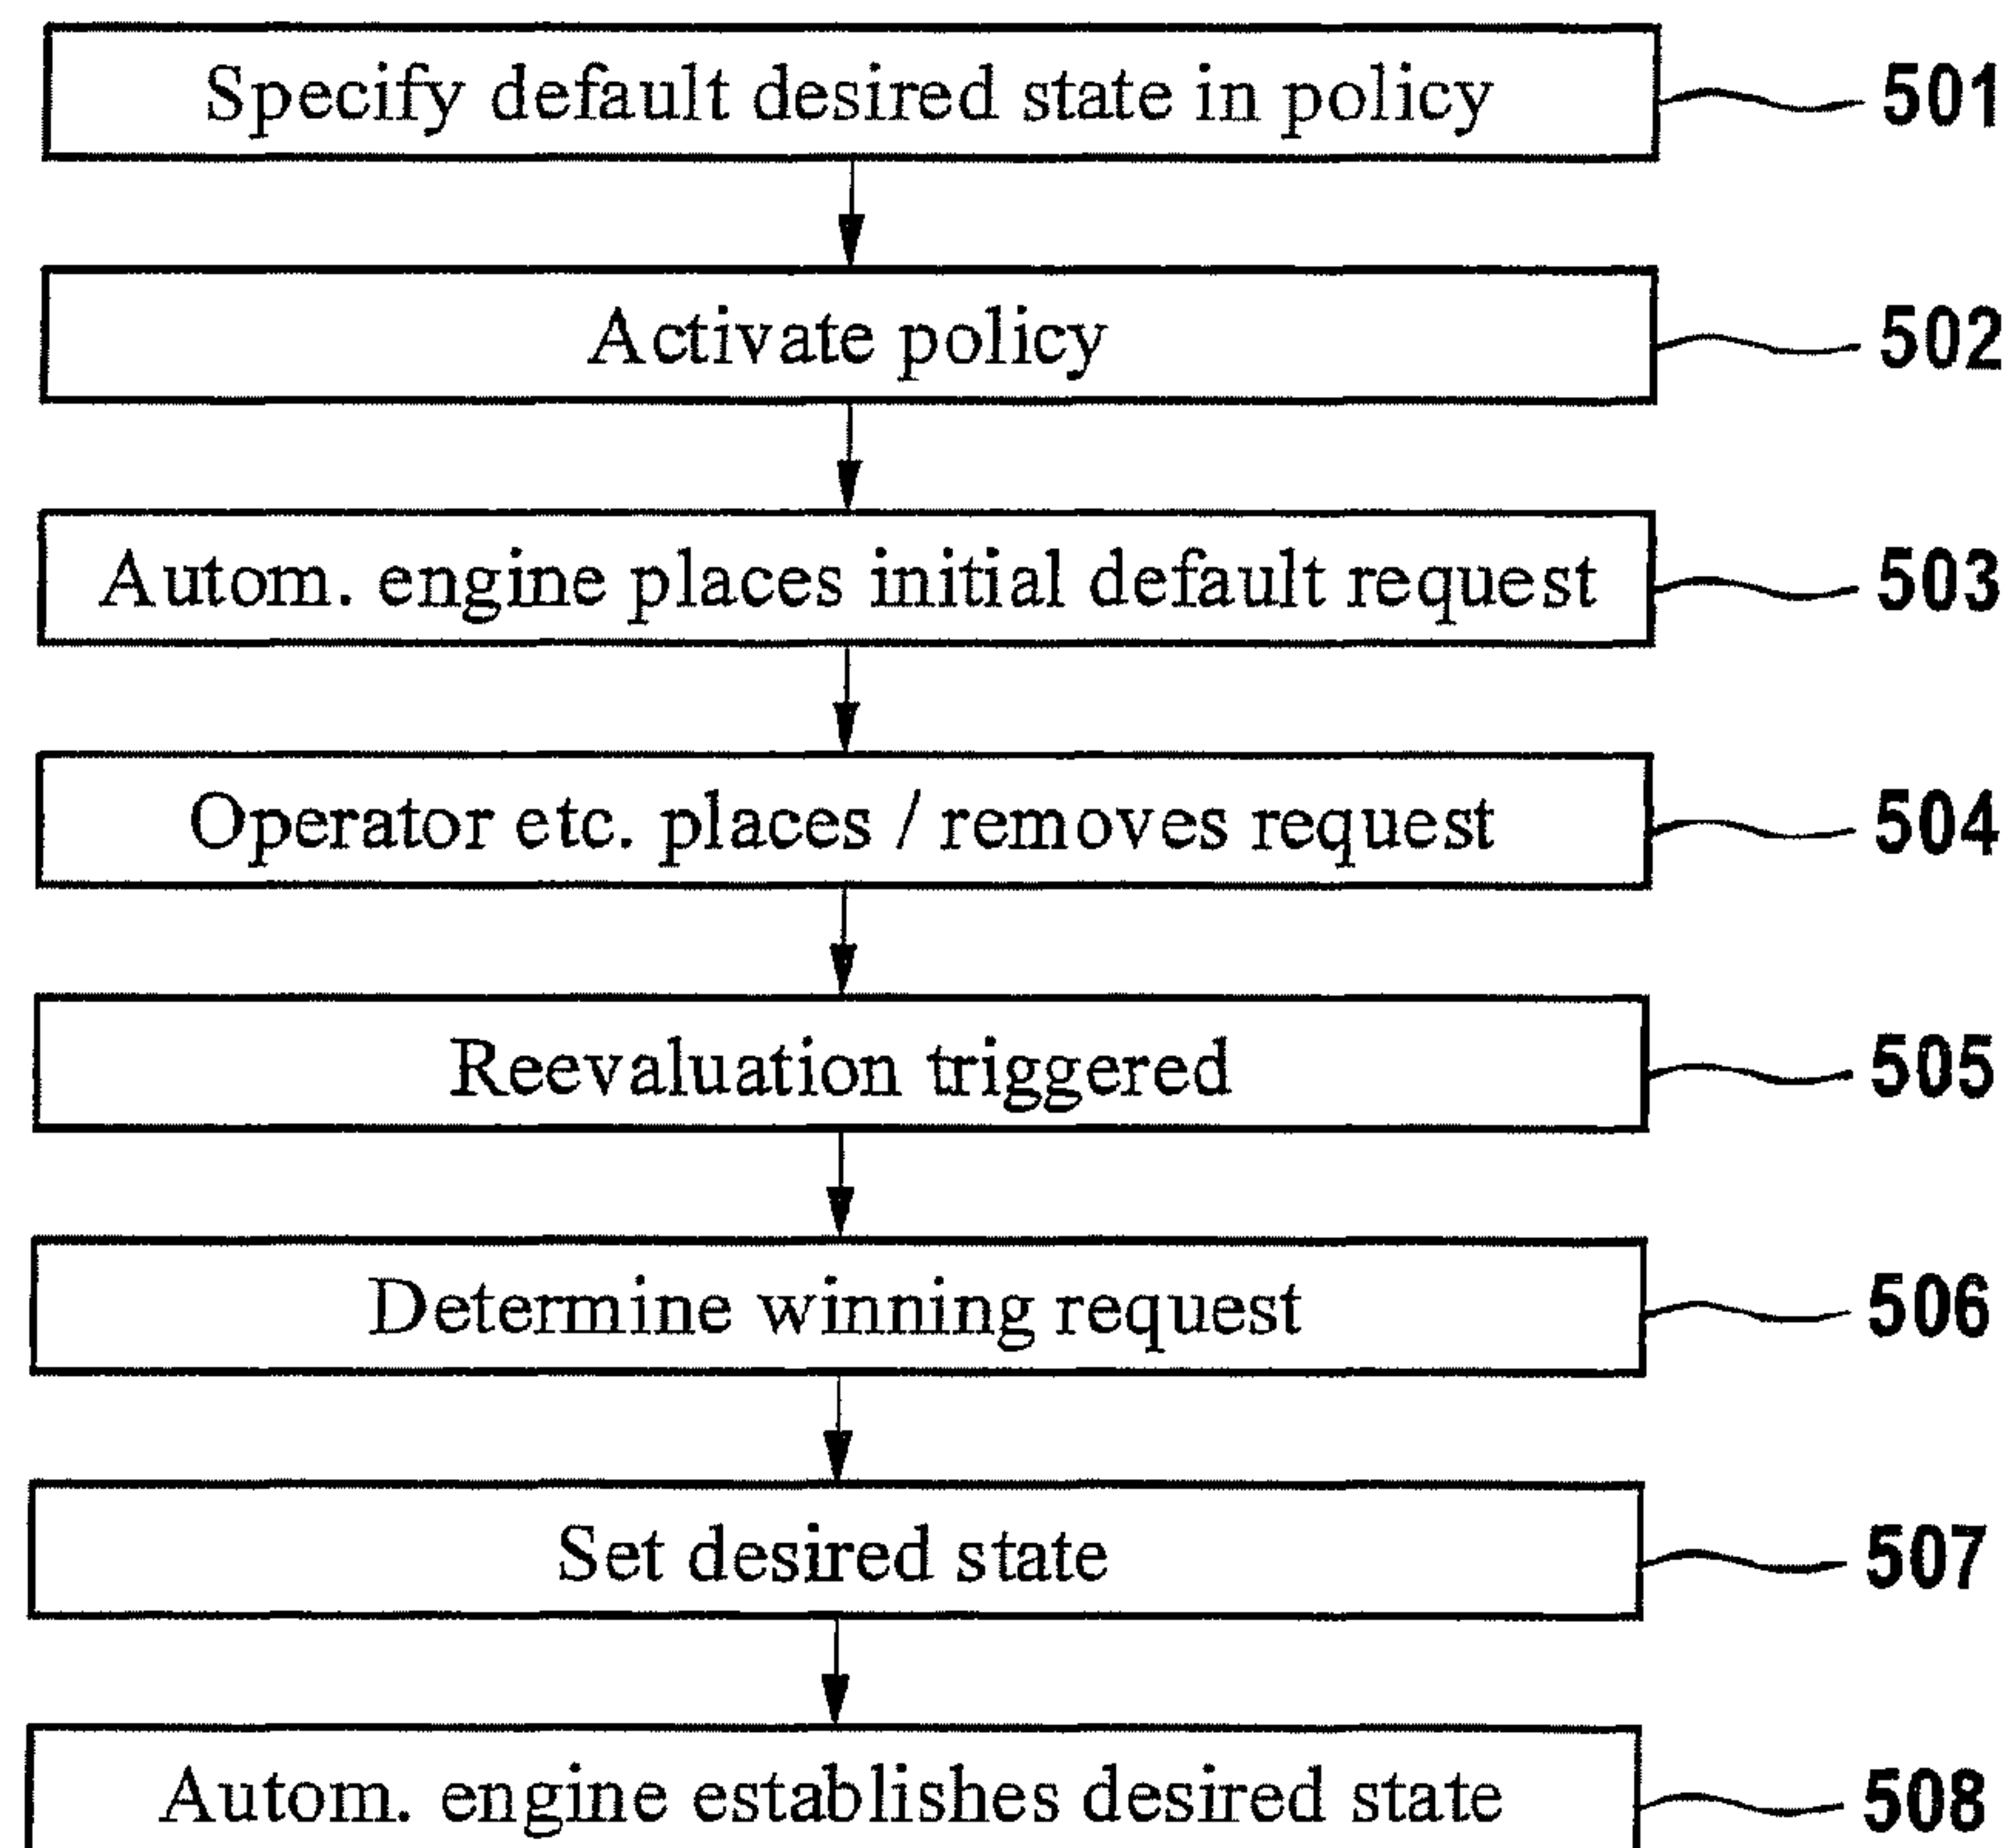 Specify default desired state in policy 501
Activate policy 502
Autom. engine places initial default request 503
Operator etc. places / removes request 504
Reevaluation triggered 505
Determine winning request 506
Set desired state 507
Autom. engine establishes desired state 508